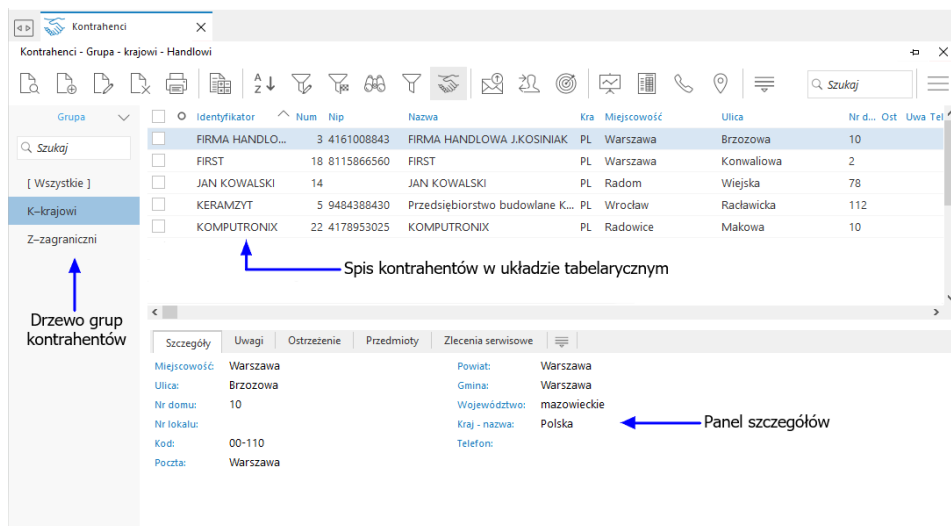 Kontrahenci
Kontrahenci - Grupa - krajowi - Handlowi
Szukaj
Grupa
Szukaj
[ Wszystkie ]
K–krajowi
Z–zagraniczni
Drzewo grup
kontrahentów
Identyfikator Num Nip Nazwa Kra Miejscowość Ulica Nr d... Ost Uwa Tel
FIRMA HANDLO... 3 4161008843 FIRMA HANDLOWA J.KOSINIAK PL Warszawa Brzozowa 10
FIRST 18 8115866560 FIRST PL Warszawa Konwaliowa 2
JAN KOWALSKI 14 JAN KOWALSKI PL Radom Wiejska 78
KERAMZYT 5 9484388430 Przedsiębiorstwo budowlane K... PL Wrocław Racławicka 112
KOMPUTRONIX 22 4178953025 KOMPUTRONIX PL Radowice Makowa 10
Spis kontrahentów w układzie tabelarycznym
Szczegóły Uwagi Ostrzeżenie Przedmioty Zlecenia serwisowe
Miejscowość: Warszawa Powiat: Warszawa
Ulica: Brzozowa Gmina: Warszawa
Nr domu: 10 Województwo: mazowieckie
Nr lokalu: Kraj - nazwa: Polska
Kod: 00-110 Telefon:
Poczta: Warszawa
Panel szczegółów